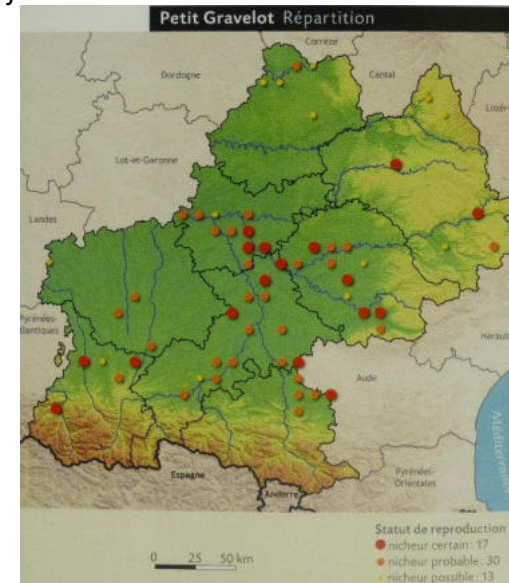 Petit Gravelot Répartition
Corrèze
Dordogne
Cantal
Lozère
Lot-et-Garonne
Landes
Pyrénées-
Atlantiques
Hérault
Aude
Espagne
Andorre
Pyrénées-
Orientales
0 25 50 km
Statut de reproduction
nicheur certain : 17
nicheur probable : 30
nicheur possible : 13